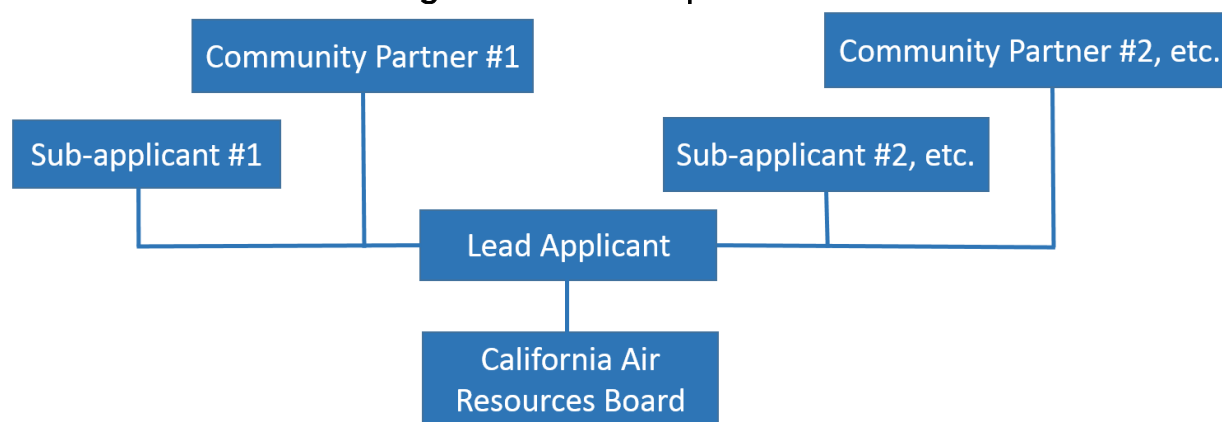 Community Partner #1
Community Partner #2, etc.
Sub-applicant #1
Sub-applicant #2, etc.
Lead Applicant
California Air
Resources Board